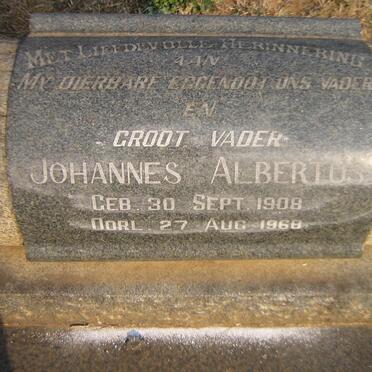 MET LIEFDEVOLLE HERINNERING
AAN
MY DIERBARE EGGENOOT ONS VADER
EN
GROOT VADER
JOHANNES ALBERTUS
GEB. 30 SEPT. 1908
OORL. 27 AUG. 1968